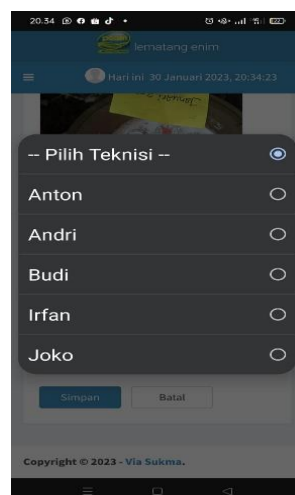 20.34
lematang enim
Hari ini 30 Januari 2023, 20:34:23
-- Pilih Teknisi --
Anton
Andri
Budi
Irfan
Joko
Simpan Batal
Copyright © 2023 - Via Sukma.